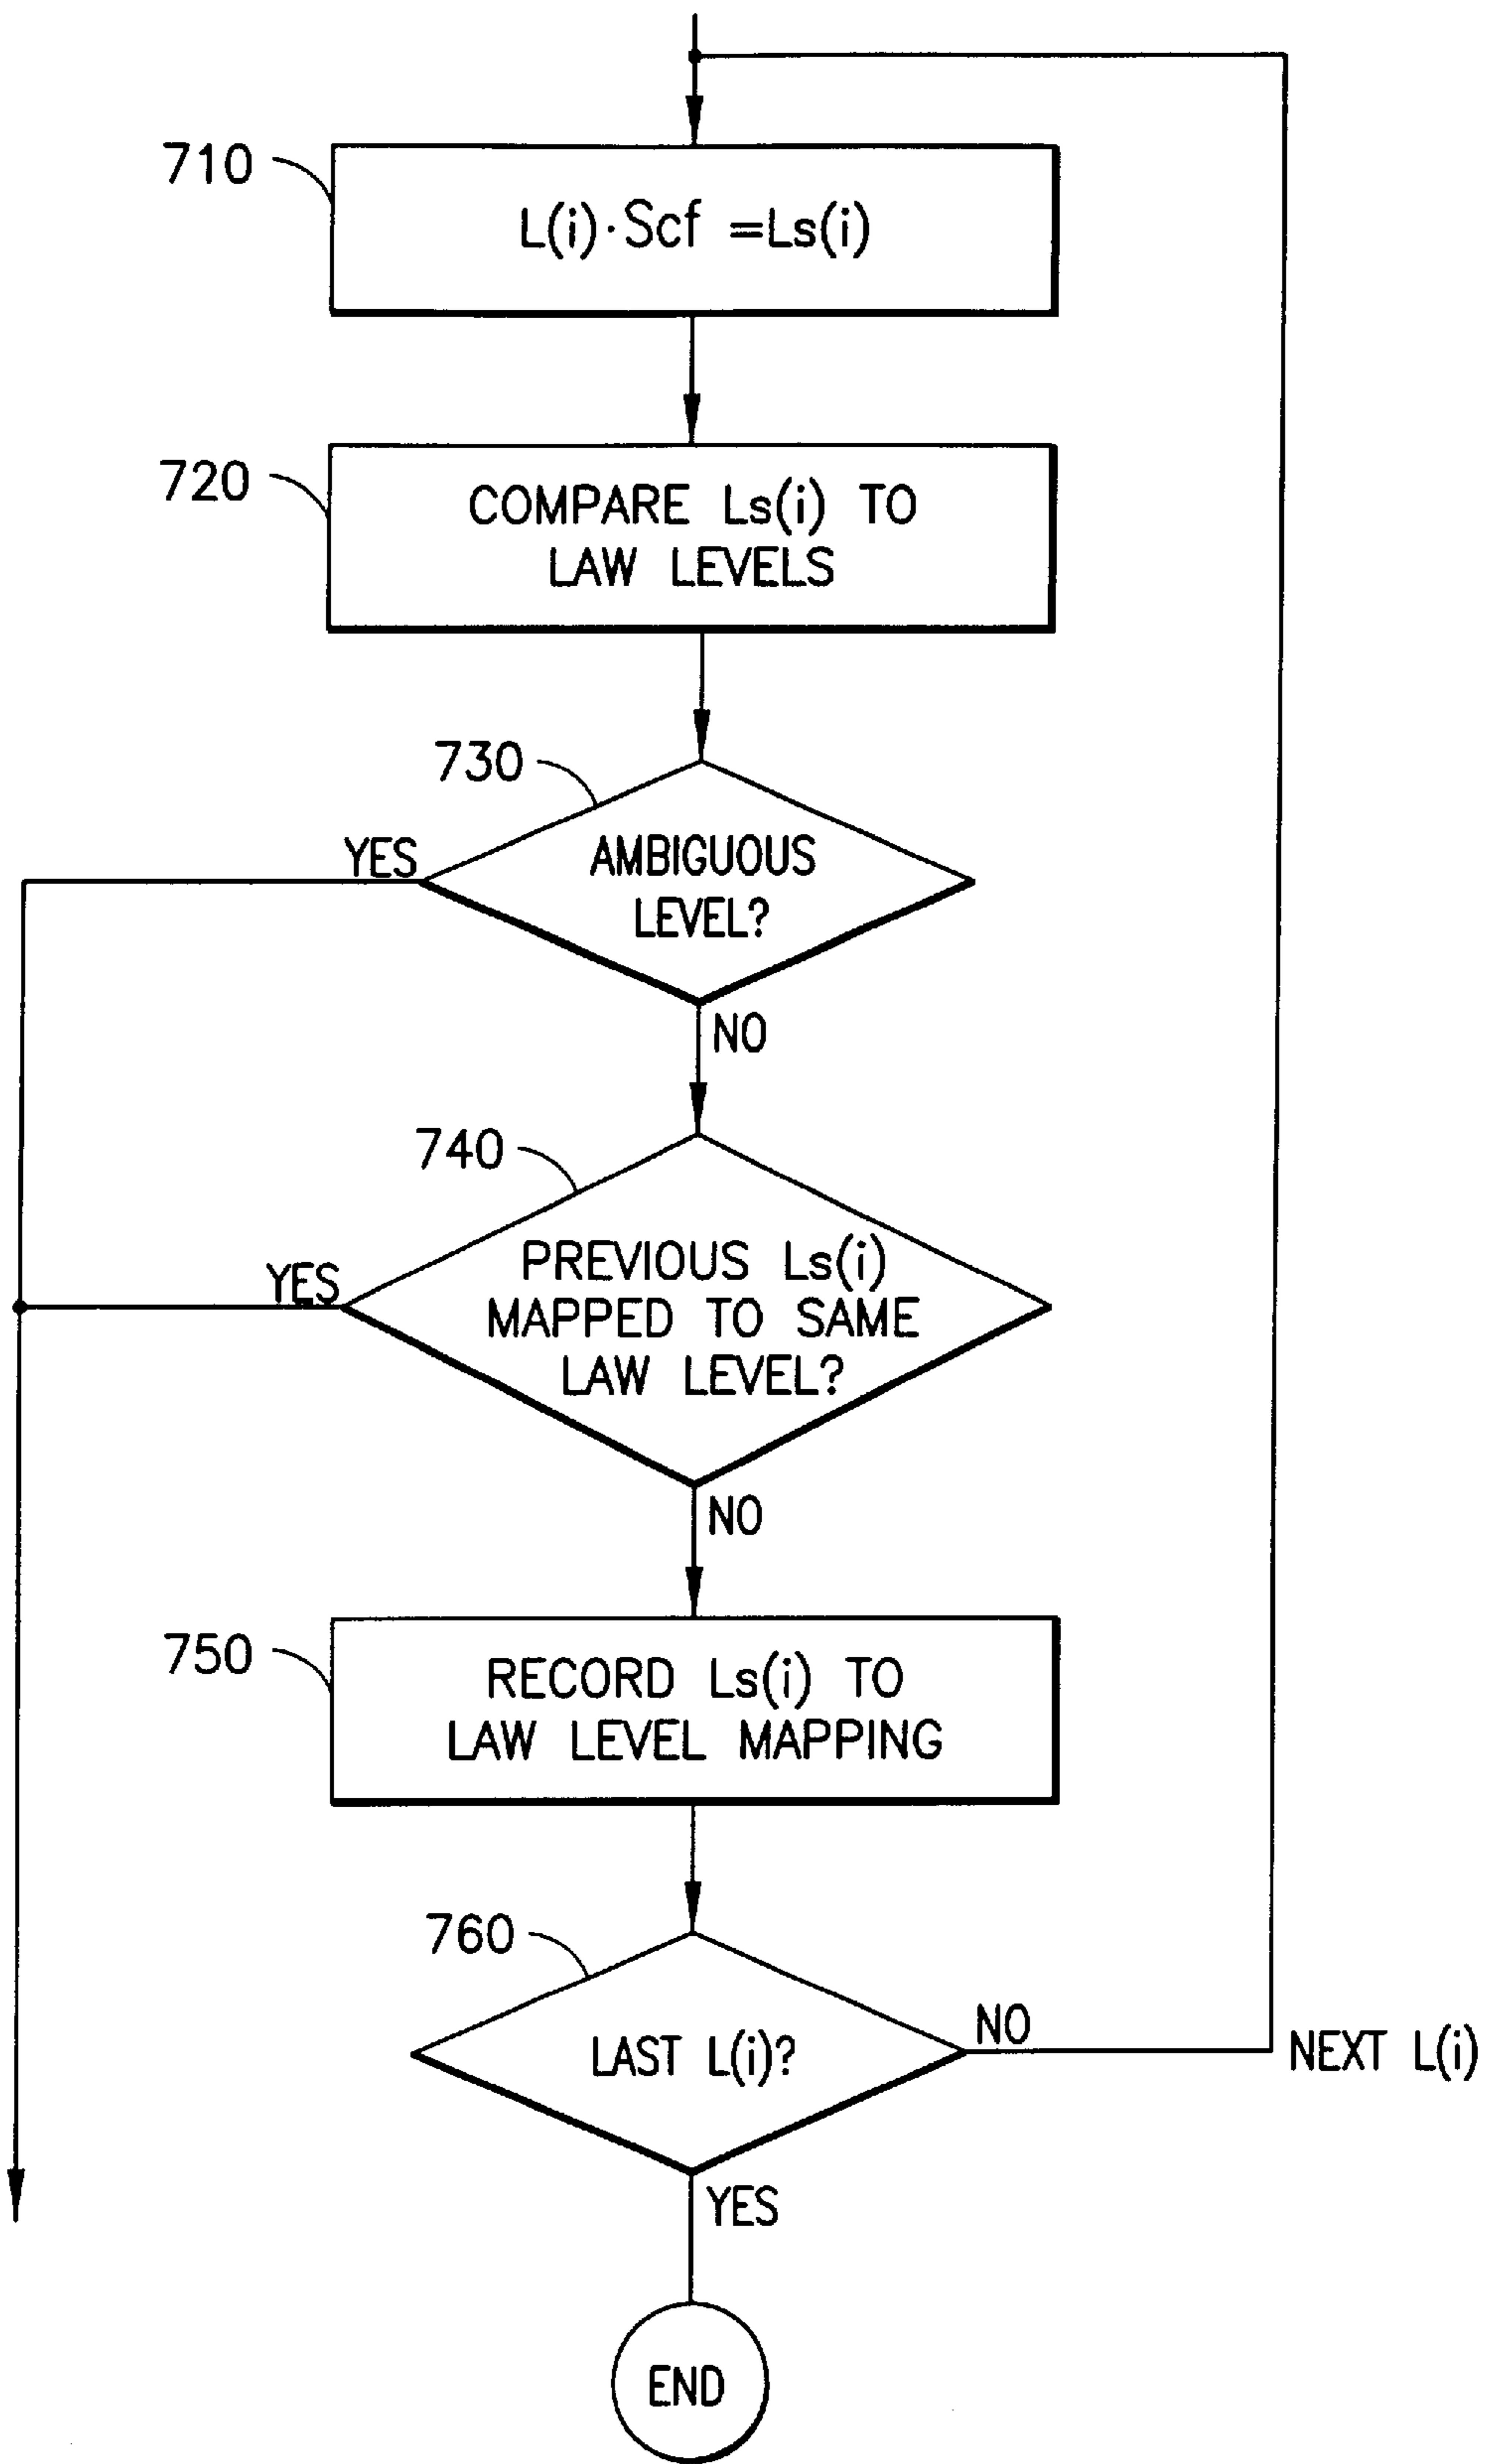 710
L(i)·Scf =Ls(i)
720
COMPARE Ls(i) TO
LAW LEVELS
730
YES
AMBIGUOUS
LEVEL?
NO
740
YES
PREVIOUS Ls(i)
MAPPED TO SAME
LAW LEVEL?
NO
750
RECORD Ls(i) TO
LAW LEVEL MAPPING
760
LAST L(i)?
NO
NEXT L(i)
YES
END